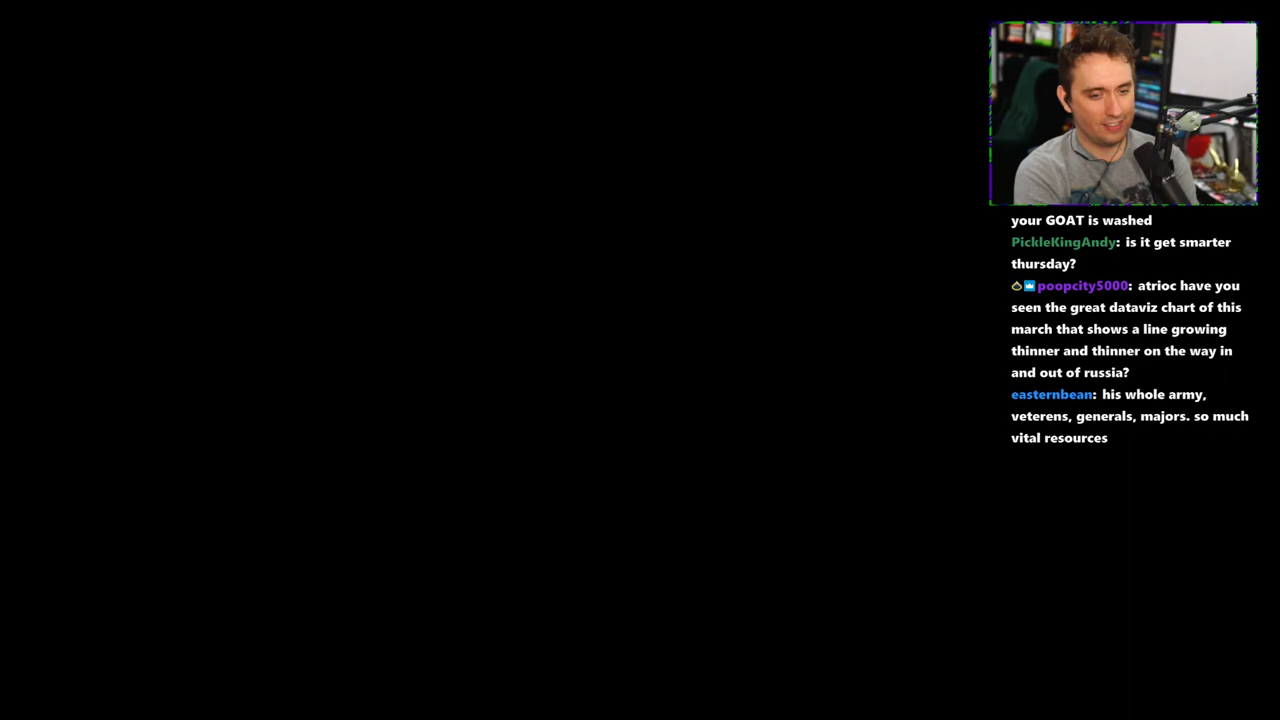 your GOAT is washed
PickleKingAndy: is it get smarter
thursday?
poopcity5000: atrioc have you
seen the great dataviz chart of this
march that shows a line growing
thinner and thinner on the way in
and out of russia?
easternbean: his whole army,
veterens, generals, majors. so much
vital resources